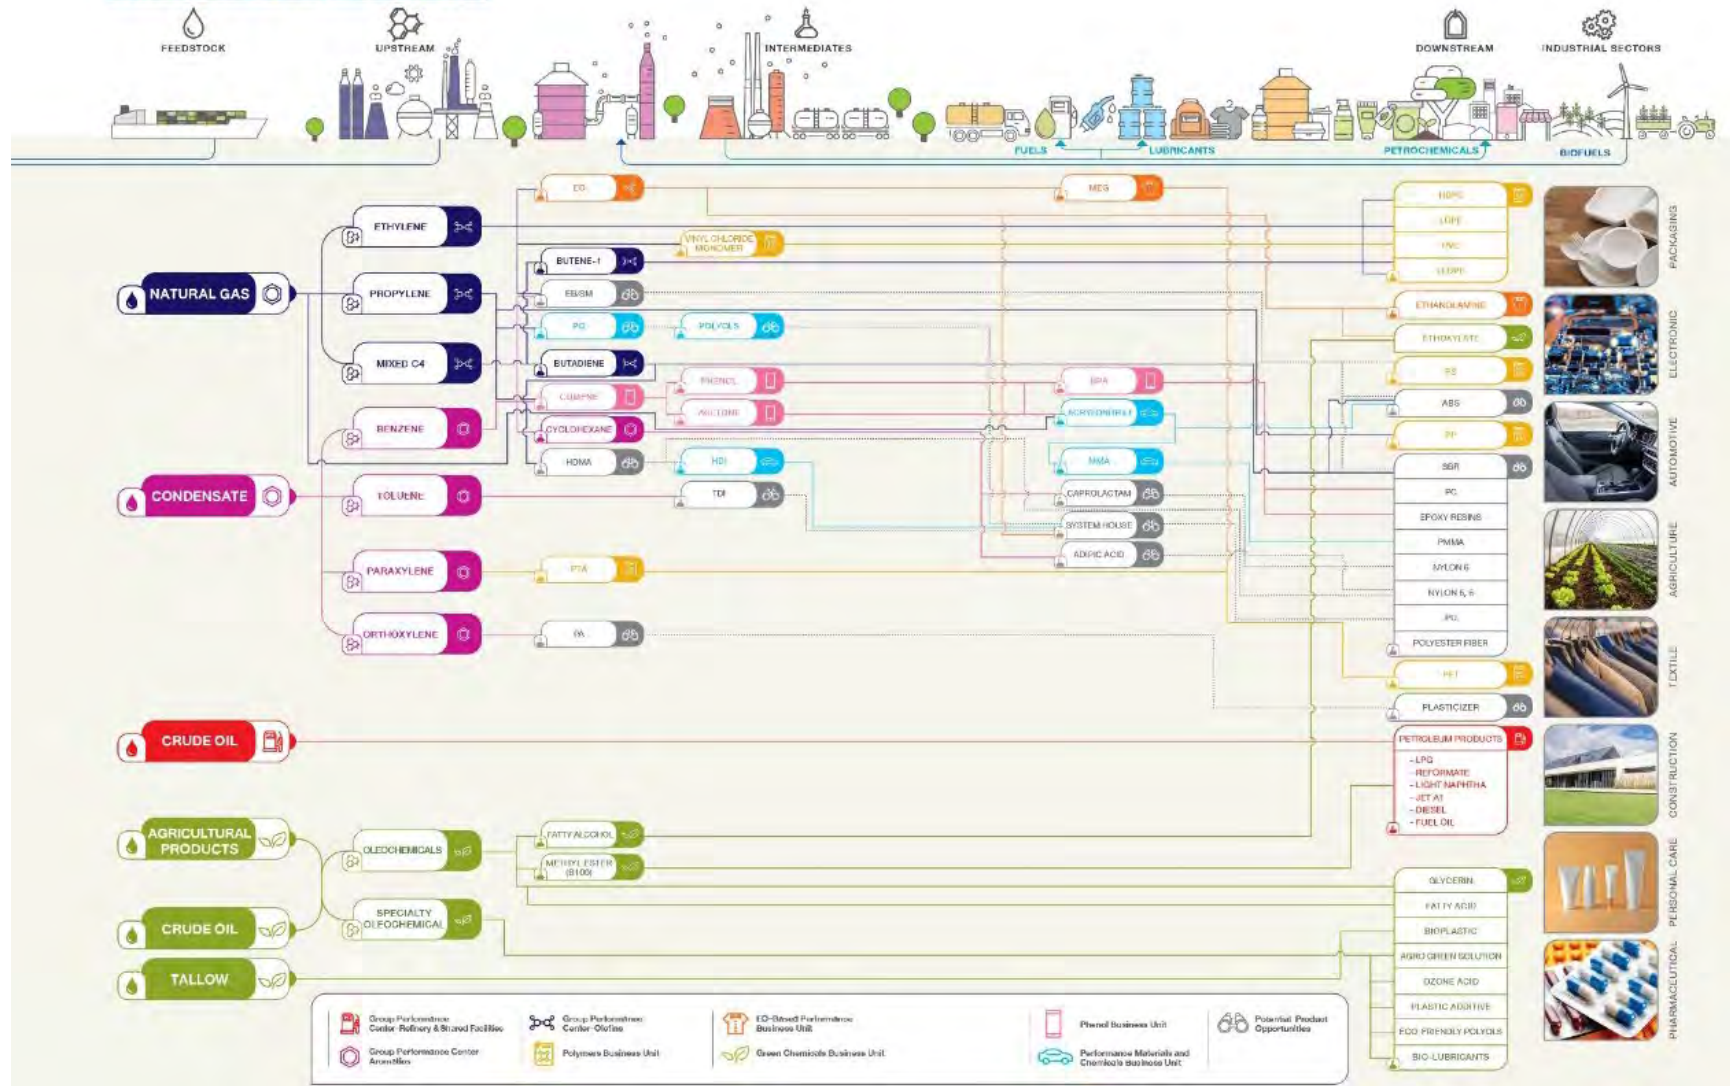 FEEDSTOCK
UPSTREAM
INTERMEDIATES
DOWNSTREAM
INDUSTRIAL SECTORS
FUELS
LUBRICANTS
PETROCHEMICALS
BIOFUELS
NATURAL GAS
CONDENSATE
CRUDE OIL
AGRICULTURAL
PRODUCTS
CRUDE OIL
TALLOW
ETHYLENE
PROPYLENE
MIXED C4
BENZENE
TOLUENE
PARAXYLENE
ORTHOXYLENE
OLEOCHEMICALS
SPECIALTY
OLEOCHEMICAL
EO
BUTENE-1
EB/SM
PO
BUTADIENE
CUMENE
CYCLOHEXANE
HDMA
PTA
PA
FATTY ALCOHOL
METHYL ESTER
(B100)
VINYL CHLORIDE
MONOMER
POLYOLS
PHENOL
ACETONE
HDI
TDI
MEG
BPA
ACRYLONITRILE
MMA
CAPROLACTAM
SYSTEM HOUSE
ADIPIC ACID
HDPE
LDPE
PVC
LLDPE
ETHANOLAMINE
ETHOXYLATE
PS
ABS
PP
SBR
PC
EPOXY RESINS
PMMA
NYLON 6
NYLON 6, 6
POLYESTER FIBER
PET
PLASTICIZER
PETROLEUM PRODUCTS
- LPG
- REFORMATE
- LIGHT NAPHTHA
- JET A1
- DIESEL
- FUEL OIL
GLYCERIN
FATTY ACID
BIOPLASTIC
AGRO GREEN SOLUTION
OZONE ACID
PLASTIC ADDITIVE
ECO FRIENDLY POLYOLS
BIO-LUBRICANTS
PACKAGING
ELECTRONIC
AUTOMOTIVE
AGRICULTURE
TEXTILE
CONSTRUCTION
PERSONAL CARE
PHARMACEUTICAL
Group Performance
Center-Refinery & Shared Facilities
Group Performance Center
Aromatics
Group Performance
Center-Olefins
Polymers Business Unit
EO-Based Performance
Business Unit
Green Chemicals Business Unit
Phenol Business Unit
Performance Materials and
Chemicals Business Unit
Potential Product
Opportunities